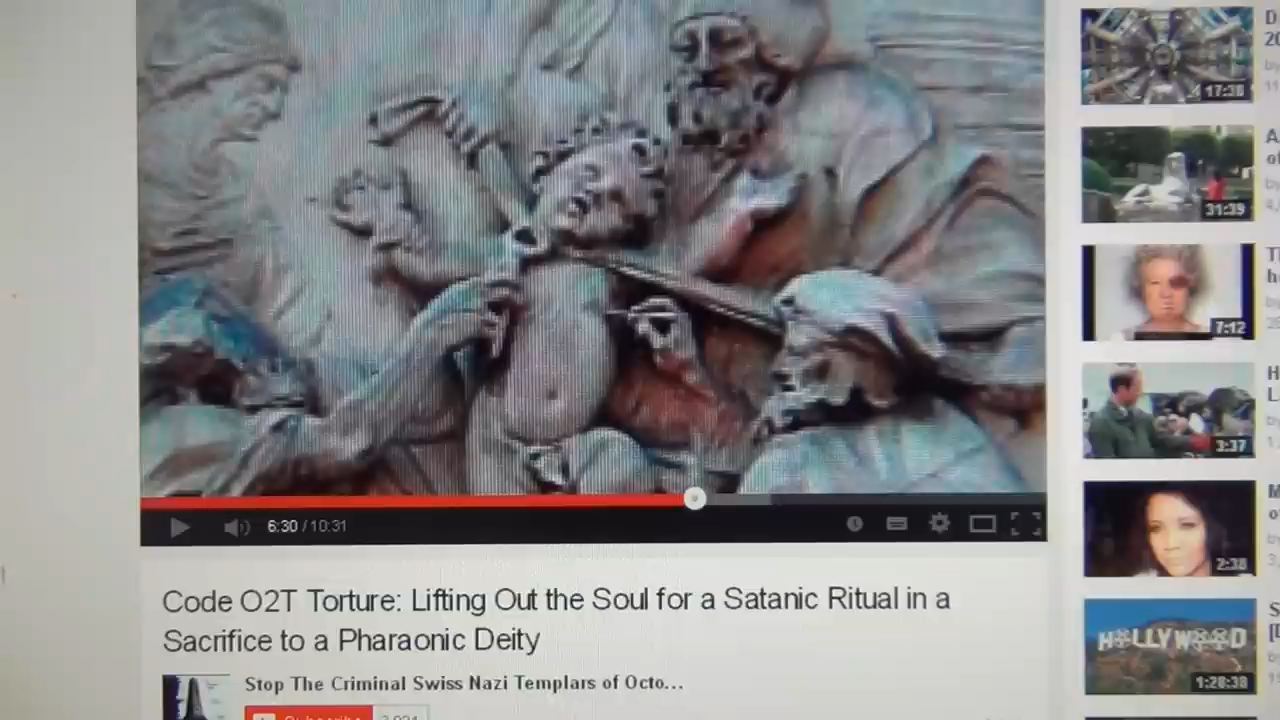 17:38
31:39
7:12
3:37
2:38
HOLLYWOOD
1:28:38
6:30 / 10:31
Code O2T Torture: Lifting Out the Soul for a Satanic Ritual in a
Sacrifice to a Pharaonic Deity
Stop The Criminal Swiss Nazi Templars of Octo...
Subscribe